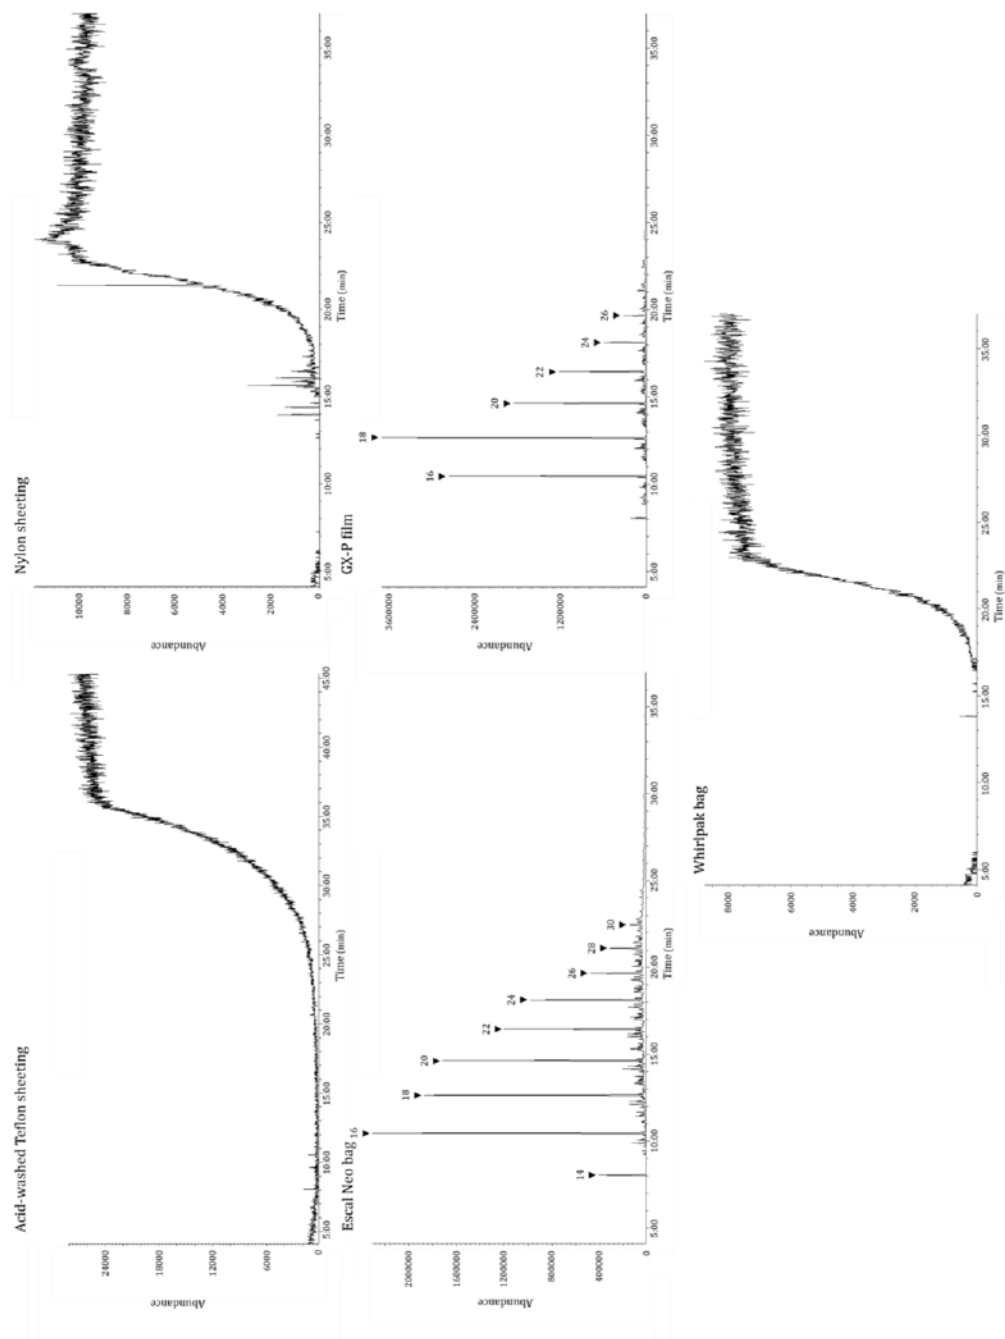 Acid-washed Teflon sheeting
Abundance
24000
18000
12000
6000
0
5:00 10:00 15:00 20:00 25:00 30:00 35:00 40:00 45:00
Time (min)
Nylon sheeting
Abundance
10000
8000
6000
4000
2000
0
5:00 10:00 15:00 20:00 25:00 30:00 35:00
Time (min)
Escal Neo bag
Abundance
2000000
1600000
1200000
800000
400000
0
14 16 18 20 22 24 26 28 30
5:00 10:00 15:00 20:00 25:00 30:00 35:00
Time (min)
GX-P film
Abundance
3600000
2400000
1200000
0
16 18 20 22 24 26
5:00 10:00 15:00 20:00 25:00 30:00 35:00
Time (min)
Whirlpak bag
Abundance
8000
6000
4000
2000
0
5:00 10:00 15:00 20:00 25:00 30:00 35:00
Time (min)